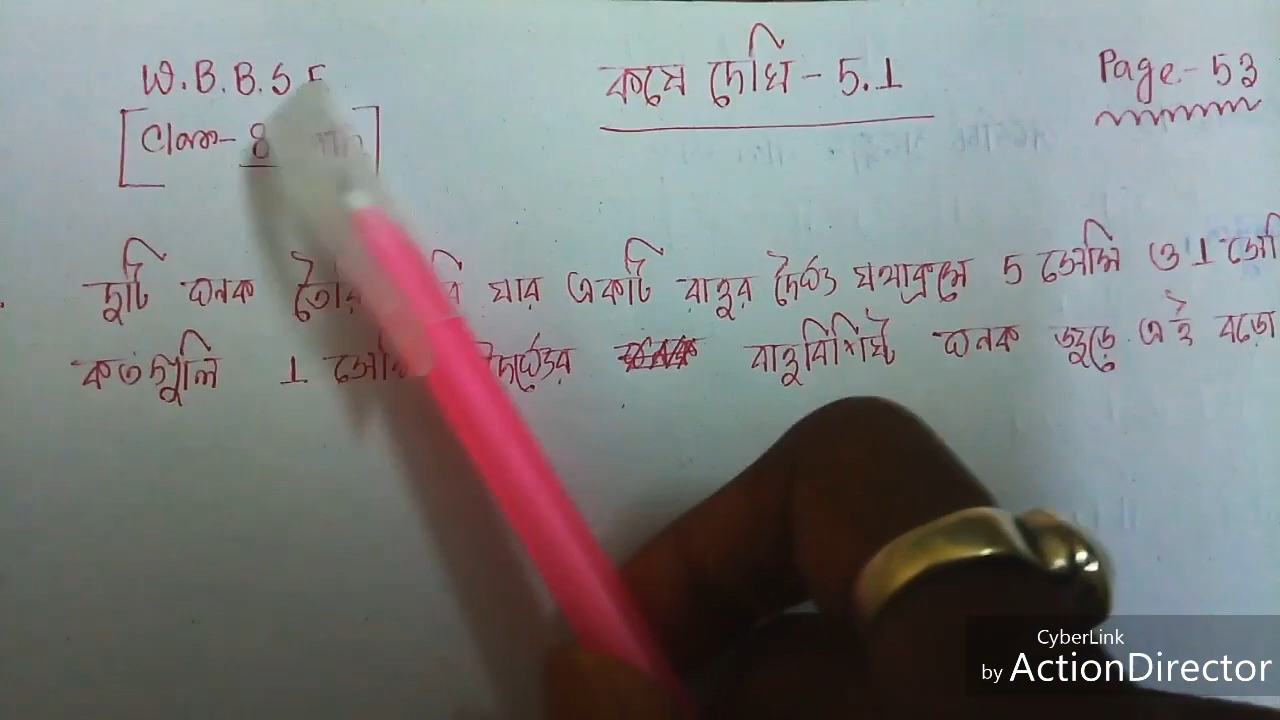 W.B.B.S
কষে দেখি - 5.1
Page - 53
[Class - 8
দুটি ঘনক যার একটি বাহুর দৈর্ঘ্য যথাক্রমে 5 সেমি ও 1 সেমি
কতগুলি 1 সেমি দৈর্ঘ্যের বাহুবিশিষ্ট ঘনক জুড়ে এই বড়ো
CyberLink
by ActionDirector